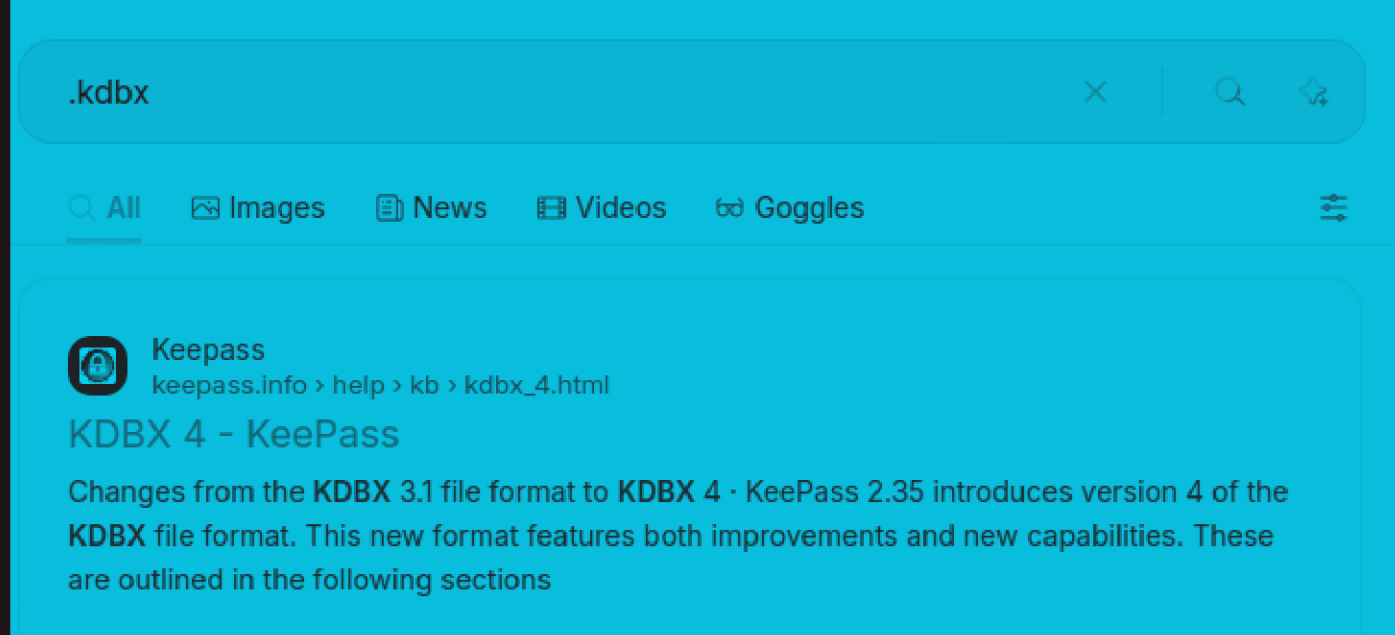 .kdbx
All Images News Videos Goggles
Keepass
keepass.info › help › kb › kdbx_4.html
KDBX 4 - KeePass
Changes from the KDBX 3.1 file format to KDBX 4 · KeePass 2.35 introduces version 4 of the
KDBX file format. This new format features both improvements and new capabilities. These
are outlined in the following sections